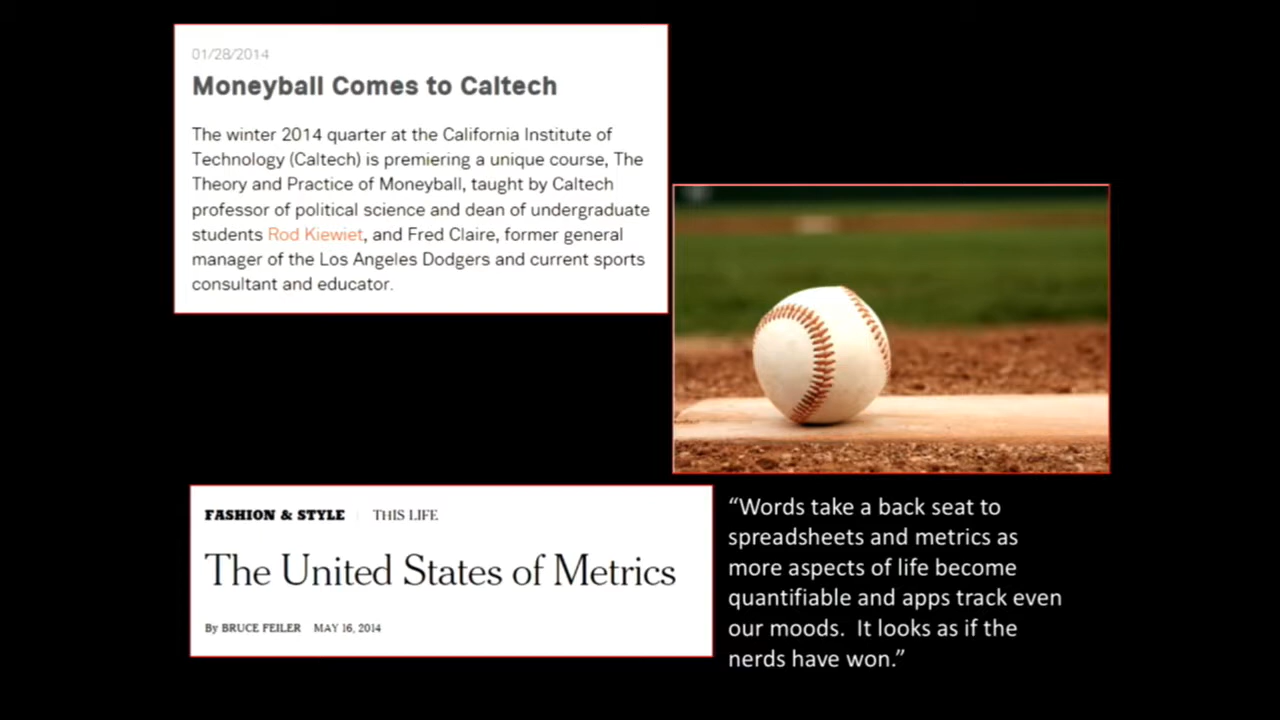 01/28/2014
Moneyball Comes to Caltech
The winter 2014 quarter at the California Institute of
Technology (Caltech) is premiering a unique course, The
Theory and Practice of Moneyball, taught by Caltech
professor of political science and dean of undergraduate
students Rod Kiewiet, and Fred Claire, former general
manager of the Los Angeles Dodgers and current sports
consultant and educator.
FASHION & STYLE | THIS LIFE
The United States of Metrics
By BRUCE FEILER MAY 16, 2014
“Words take a back seat to
spreadsheets and metrics as
more aspects of life become
quantifiable and apps track even
our moods. It looks as if the
nerds have won.”